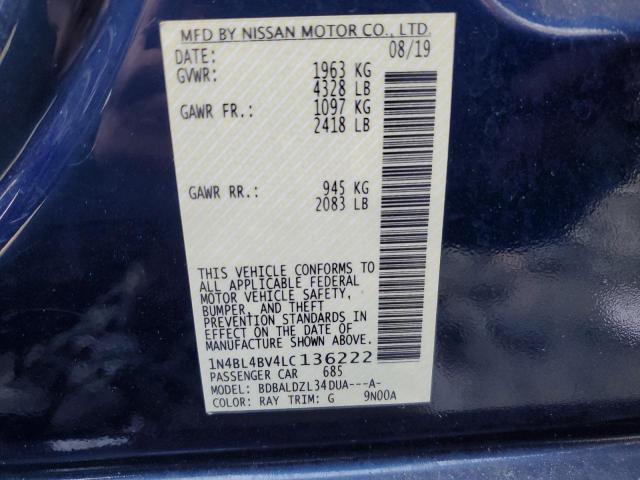 MFD BY NISSAN MOTOR CO., LTD.
DATE: 08/19
GVWR: 1963 KG
4328 LB
GAWR FR.: 1097 KG
2418 LB
GAWR RR.: 945 KG
2083 LB
THIS VEHICLE CONFORMS TO
ALL APPLICABLE FEDERAL
MOTOR VEHICLE SAFETY,
BUMPER, AND THEFT
PREVENTION STANDARDS IN
EFFECT ON THE DATE OF
MANUFACTURE SHOWN ABOVE.
1N4BL4BV4LC136222
PASSENGER CAR 685
MODEL: BDBALDZL34DUA---A-
COLOR: RAY TRIM: G 9N00A